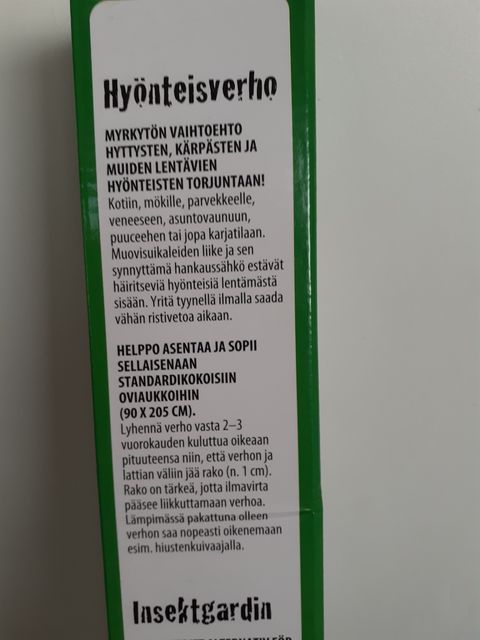 Hyönteisverho
MYRKYTÖN VAIHTOEHTO
HYTTYSTEN, KÄRPÄSTEN JA
MUIDEN LENTÄVIEN
HYÖNTEISTEN TORJUNTAAN!
Kotiin, mökille, parvekkeelle,
veneeseen, asuntovaunuun,
puuceehen tai jopa karjatilaan.
Muovisuikaleiden liike ja sen
synnyttämä hankaussähkö estävät
häiritseviä hyönteisiä lentämästä
sisään. Yritä tyynellä ilmalla saada
vähän ristivetoa aikaan.
HELPPO ASENTAA JA SOPII
SELLAISENAAN
STANDARDIKOKOISIIN
OVIAUKKOIHIN
(90 X 205 CM).
Lyhennä verho vasta 2–3
vuorokauden kuluttua oikeaan
pituuteensa niin, että verhon ja
lattian väliin jää rako (n. 1 cm).
Rako on tärkeä, jotta ilmavirta
pääsee liikkuttamaan verhoa.
Lämpimässä pakattuna olleen
verhon saa nopeasti oikenemaan
esim. hiustenkuivaajalla.
Insektgardin